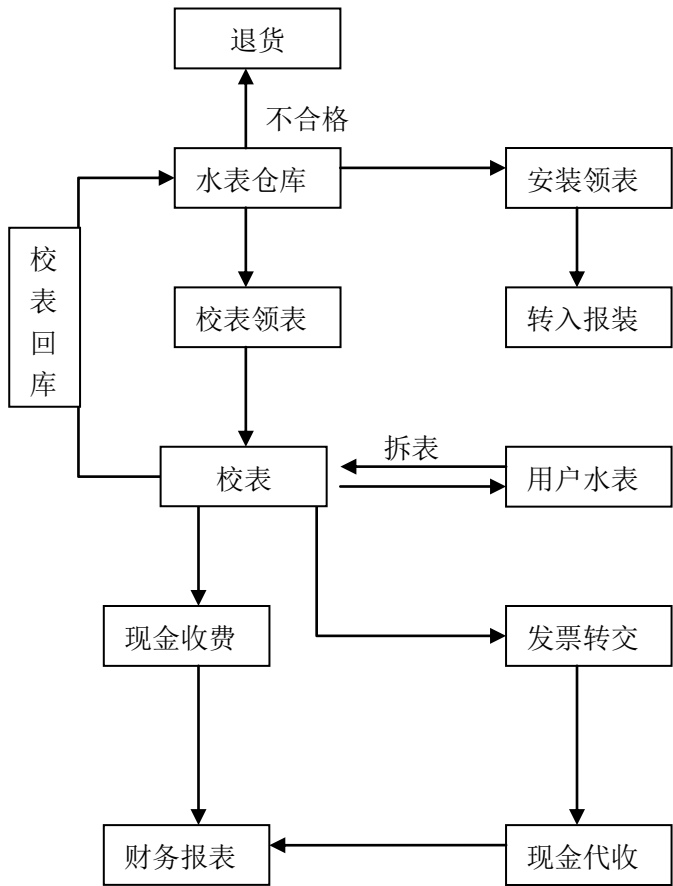 退货
不合格
水表仓库
安装领表
校表回库
校表领表
转入报装
拆表
校表
用户水表
现金收费
发票转交
财务报表
现金代收